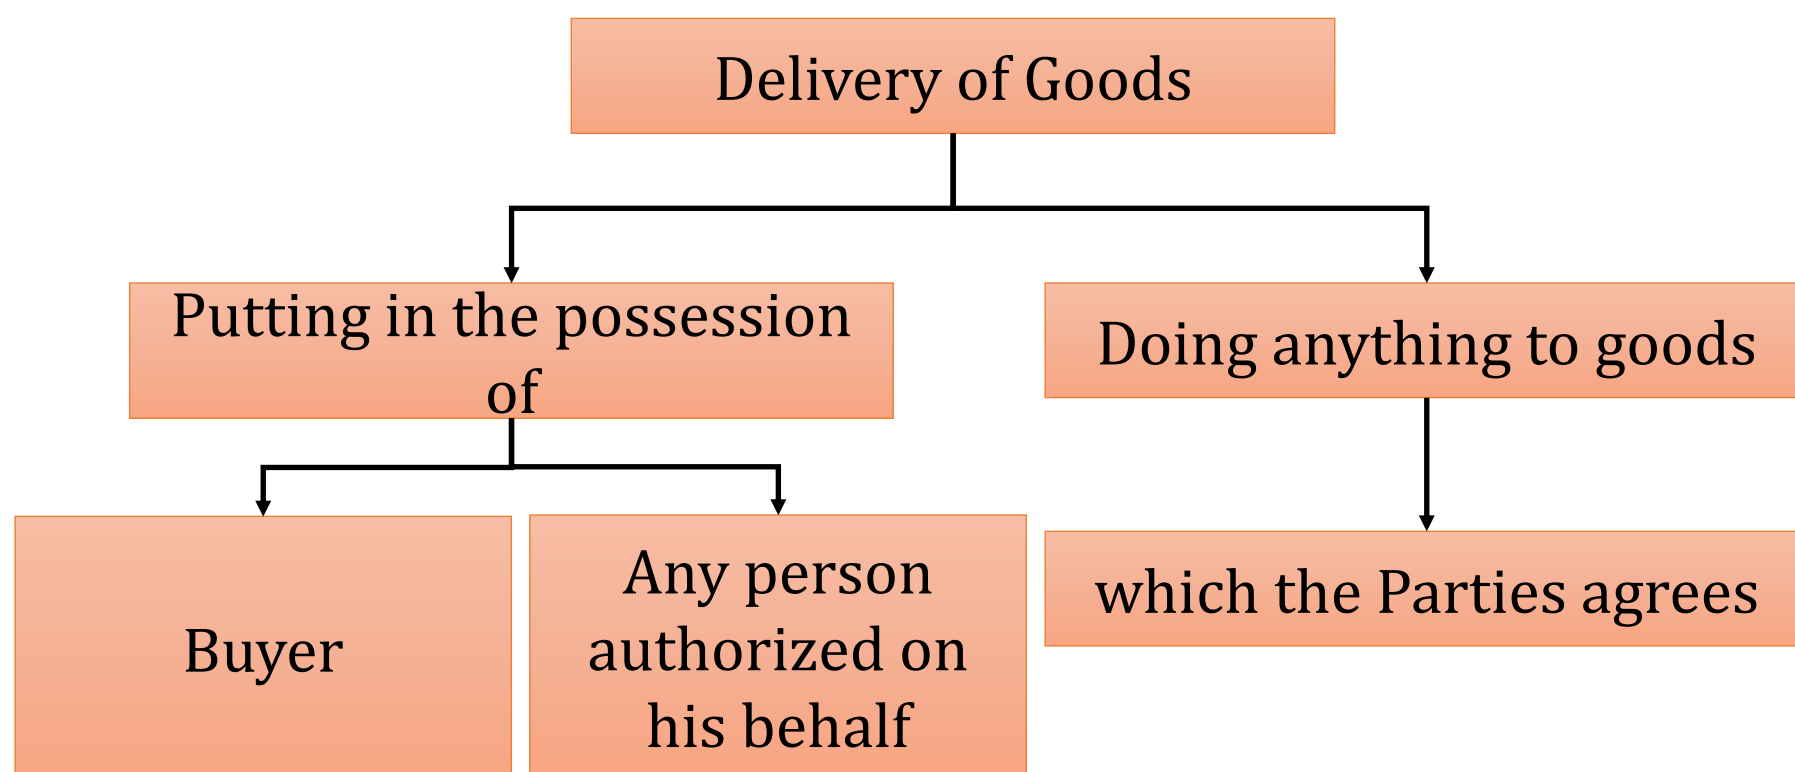 Delivery of Goods
Putting in the possession
of
Doing anything to goods
Buyer
Any person
authorized on
his behalf
which the Parties agrees